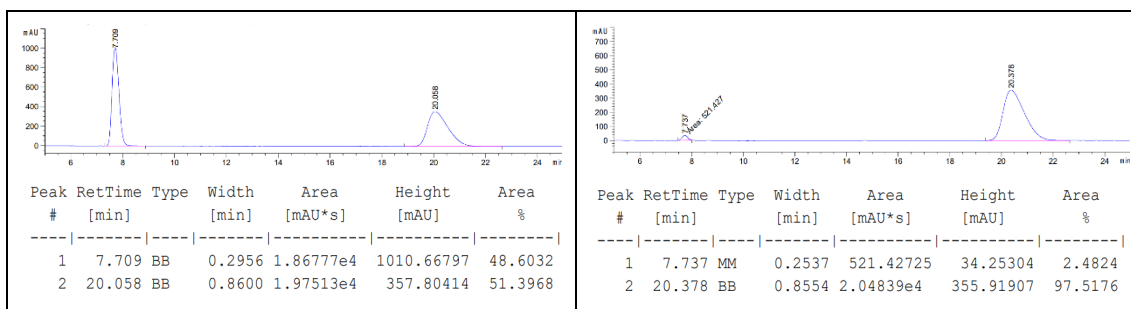 mAU
7.709
20.058
1000
800
600
400
200
0
6 8 10 12 14 16 18 20 22 24 min
Peak RetTime Type Width Area Height Area
# [min] [min] [mAU*s] [mAU] %
----|-------|----|-------|----------|----------|--------|
1 7.709 BB 0.2956 1.86777e4 1010.66797 48.6032
2 20.058 BB 0.8600 1.97513e4 357.80414 51.3968
mAU
700
600
500
400
300
200
100
0
7.737
Area: 521.427
20.378
6 8 10 12 14 16 18 20 22 24 min
Peak RetTime Type Width Area Height Area
# [min] [min] [mAU*s] [mAU] %
----|-------|----|-------|----------|----------|--------|
1 7.737 MM 0.2537 521.42725 34.25304 2.4824
2 20.378 BB 0.8554 2.04839e4 355.91907 97.5176